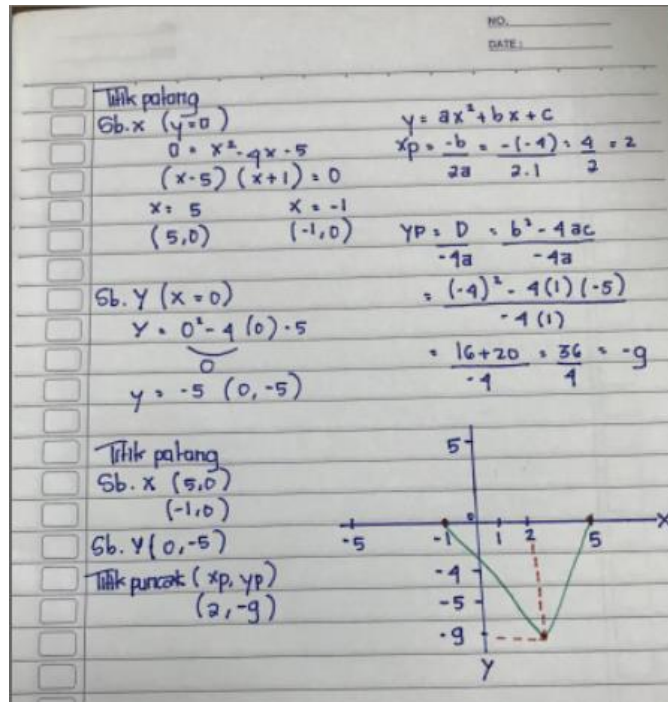 NO.
DATE:
Titik potong
Sb.x (y=0)
0 = x² - 4x - 5
(x-5) (x+1) = 0
x = 5 x = -1
(5,0) (-1,0)
Sb. Y (x = 0)
Y = 0² - 4 (0) - 5
0
y = -5 (0, -5)
y = ax² + bx + c
xp = -b/2a = -(-4)/2.1 = 4/2 = 2
YP = D/-4a = b² - 4ac/-4a
= (-4)² - 4(1)(-5)/-4(1)
= 16+20/-4 = 36/4 = -9
Titik potong
Sb. X (5,0)
(-1,0)
Sb. Y (0,-5)
Titik puncak (xp, yp)
(2,-9)
5
0
-5 -1 1 2 5 X
-4
-5
-9
Y